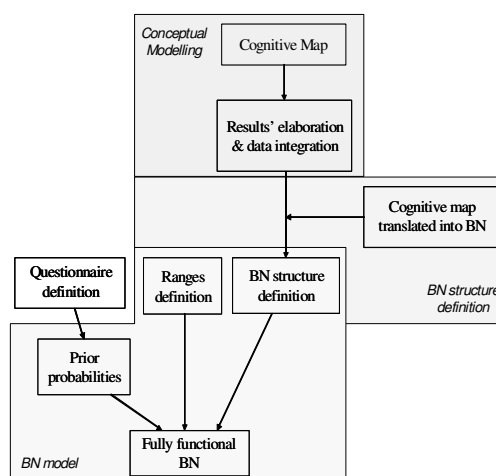 Conceptual
Modelling
Cognitive Map
Results' elaboration
& data integration
Cognitive map
translated into BN
Questionnaire
definition
Ranges
definition
BN structure
definition
BN structure
definition
Prior
probabilities
Fully functional
BN
BN model